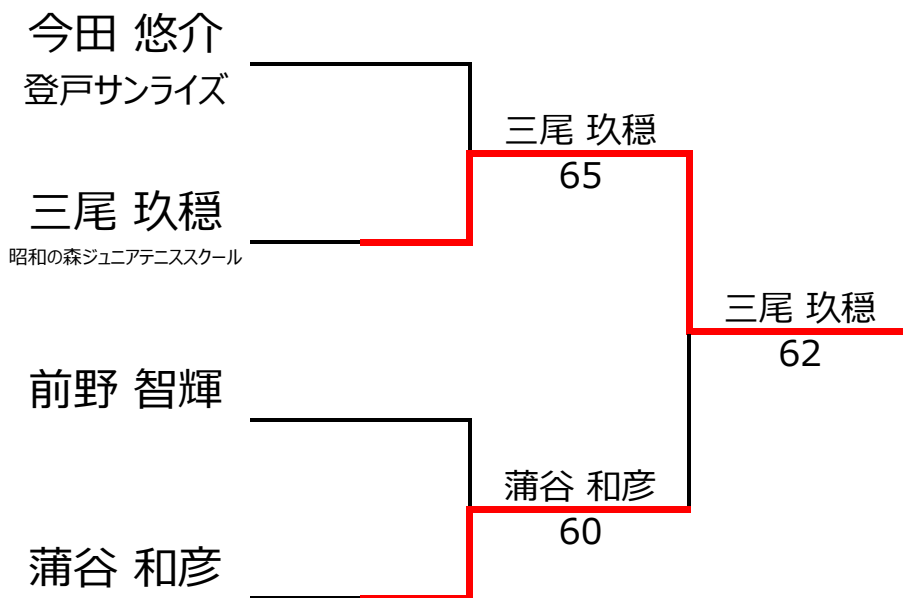 今田 悠介
登戸サンライズ
三尾 玖穏
65
三尾 玖穏
昭和の森ジュニアテニススクール
三尾 玖穏
62
前野 智輝
蒲谷 和彦
60
蒲谷 和彦